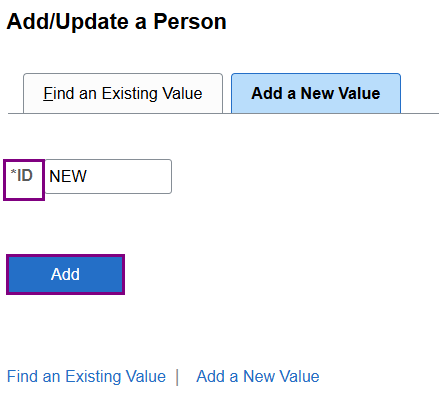 Add/Update a Person
Find an Existing Value Add a New Value
*ID NEW
Add
Find an Existing Value | Add a New Value